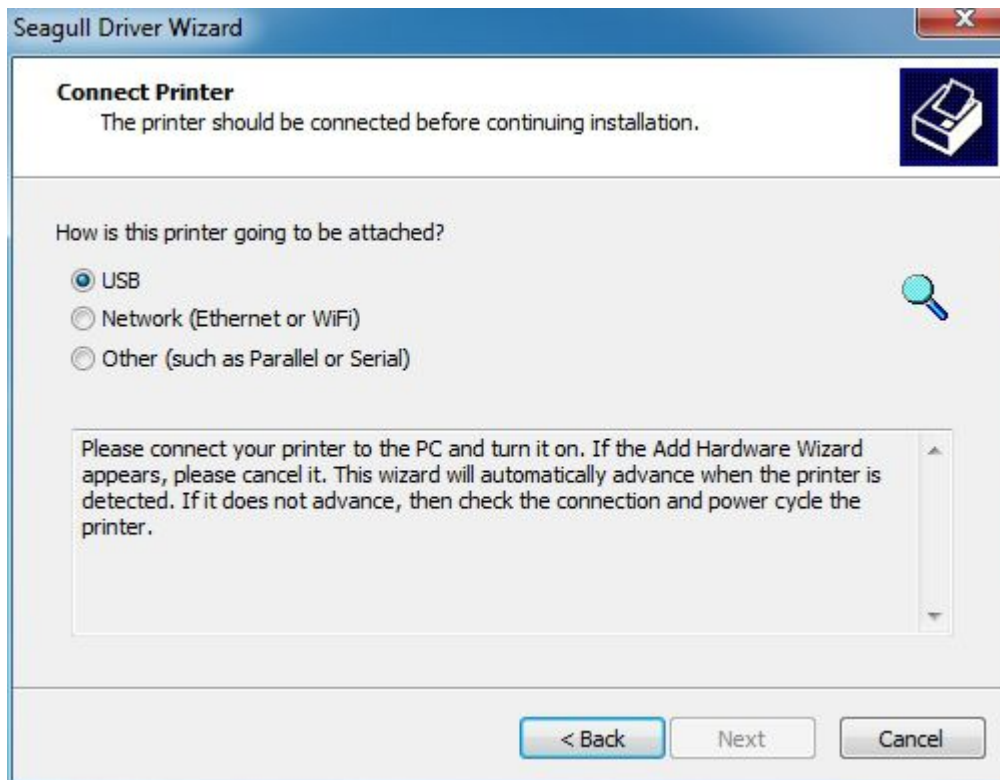 Seagull Driver Wizard
X
Connect Printer
The printer should be connected before continuing installation.
How is this printer going to be attached?
USB
Network (Ethernet or WiFi)
Other (such as Parallel or Serial)
Please connect your printer to the PC and turn it on. If the Add Hardware Wizard
appears, please cancel it. This wizard will automatically advance when the printer is
detected. If it does not advance, then check the connection and power cycle the
printer.
< Back Next Cancel